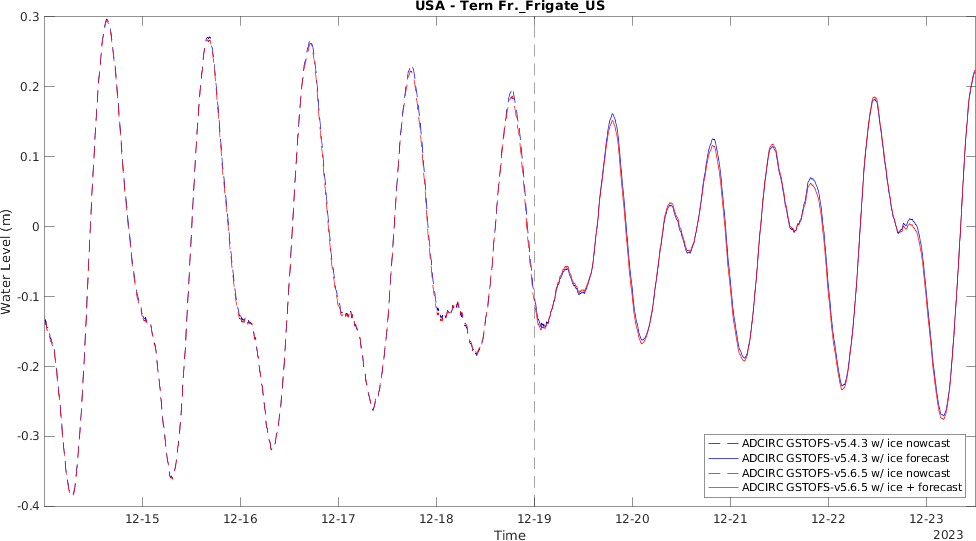 USA - Tern Fr._Frigate_US
0.3
0.2
0.1
0
-0.1
-0.2
-0.3
-0.4
Water Level (m)
ADCIRC GSTOFS-v5.4.3 w/ ice nowcast
ADCIRC GSTOFS-v5.4.3 w/ ice forecast
ADCIRC GSTOFS-v5.6.5 w/ ice nowcast
ADCIRC GSTOFS-v5.6.5 w/ ice + forecast
12-15 12-16 12-17 12-18 12-19 12-20 12-21 12-22 12-23
Time
2023